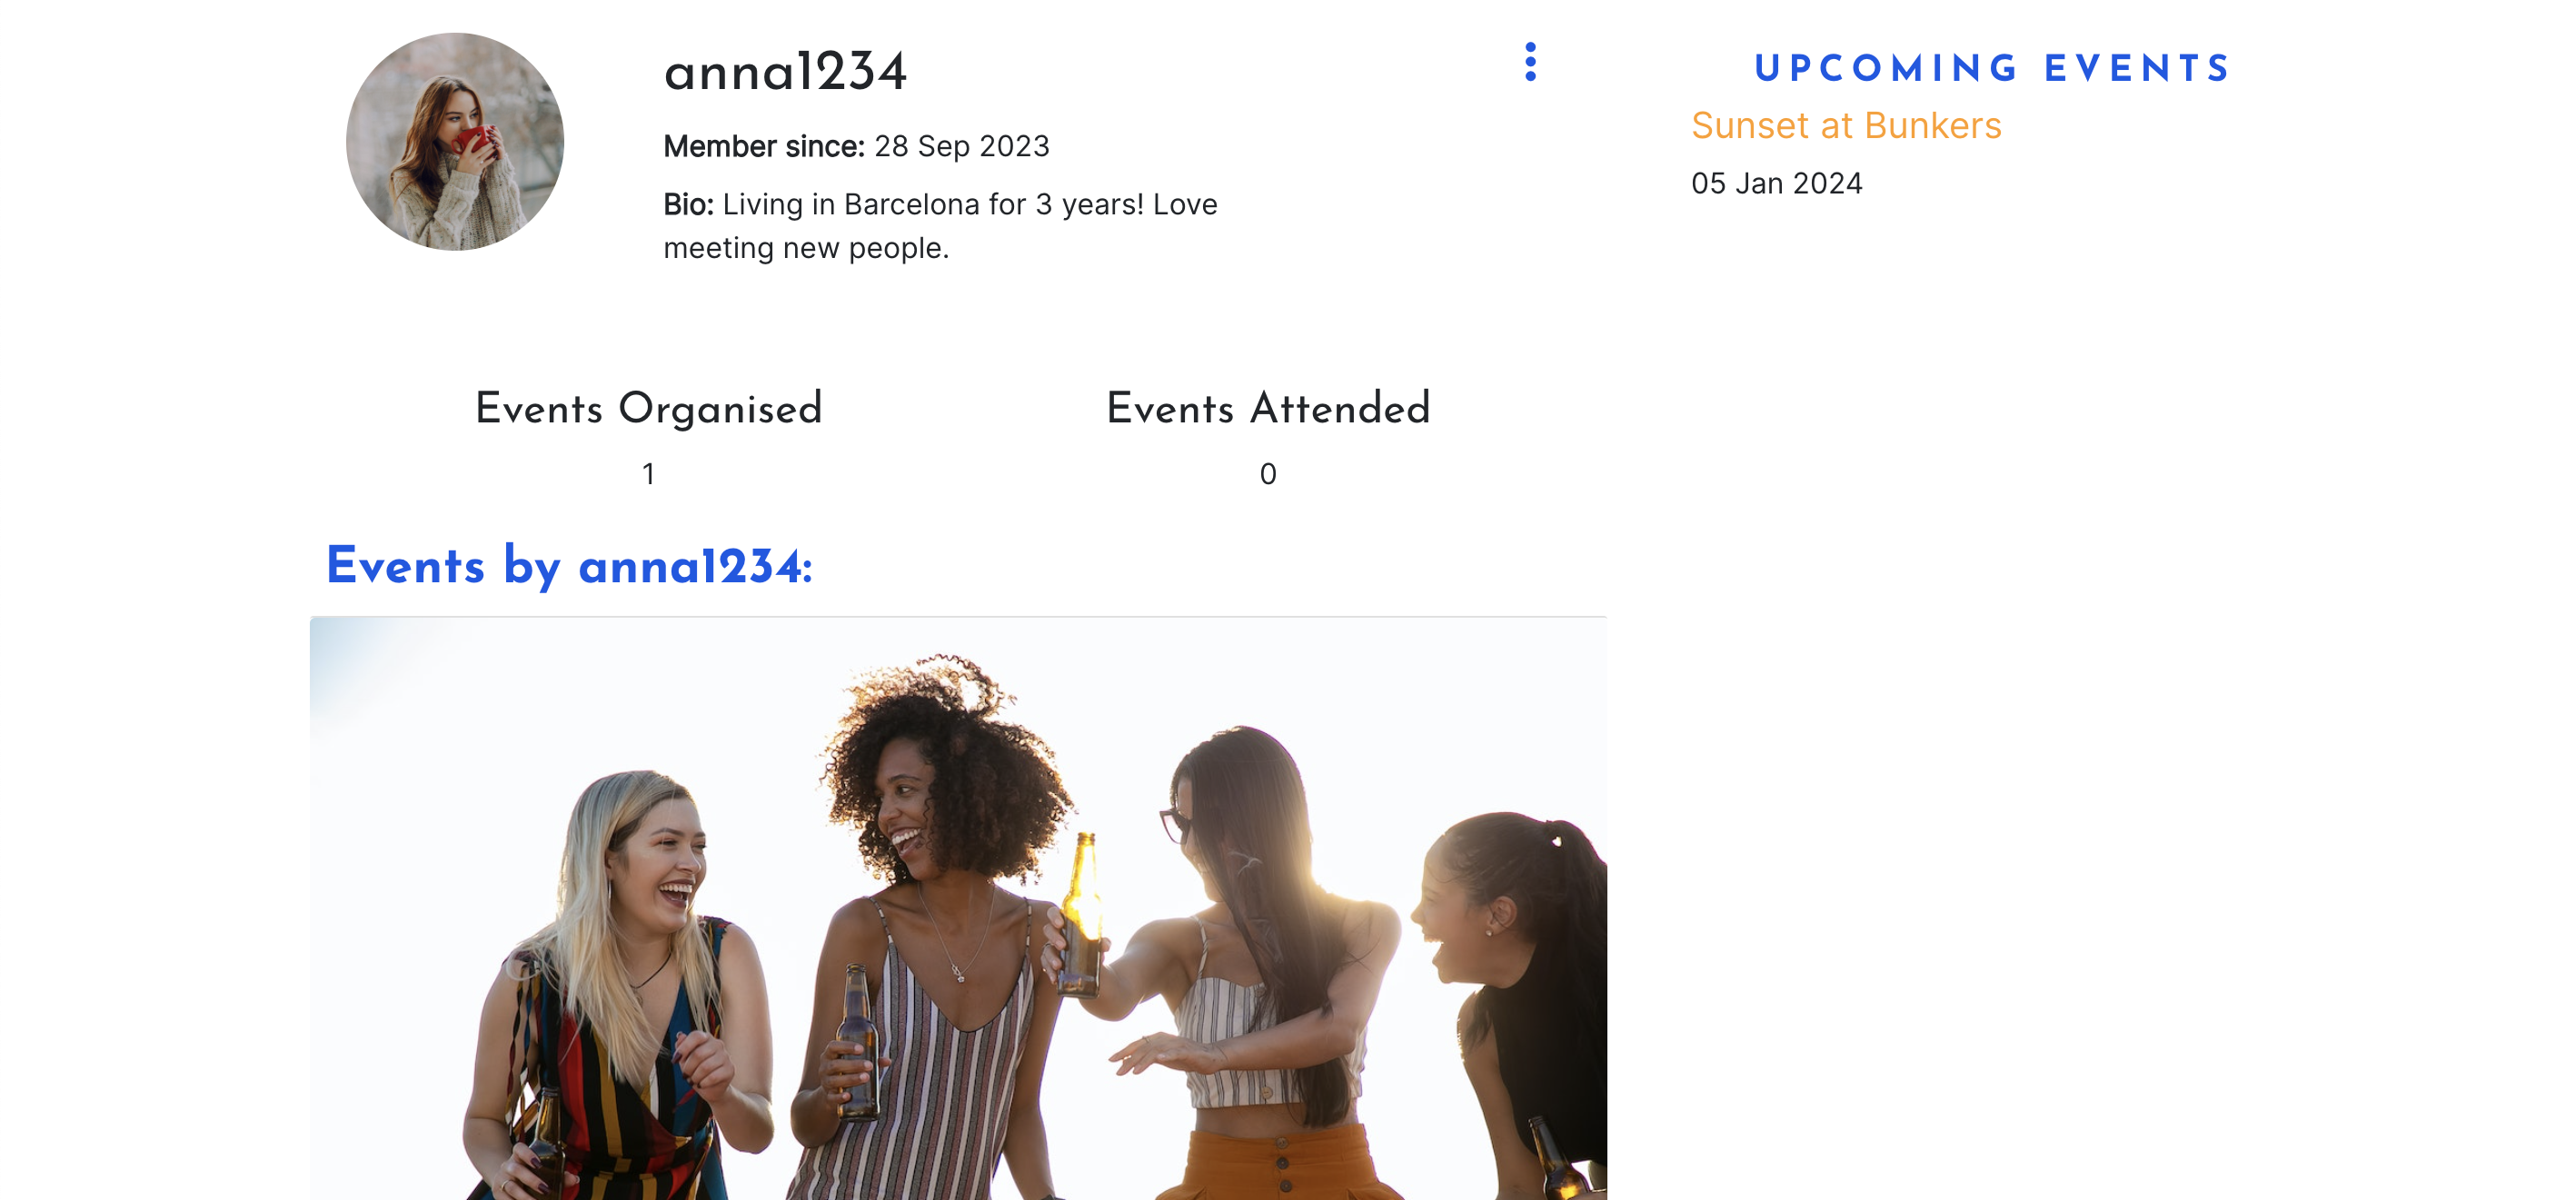 anna1234
Member since: 28 Sep 2023
Bio: Living in Barcelona for 3 years! Love
meeting new people.
Events Organised
1
Events Attended
0
Events by anna1234:
UPCOMING EVENTS
Sunset at Bunkers
05 Jan 2024